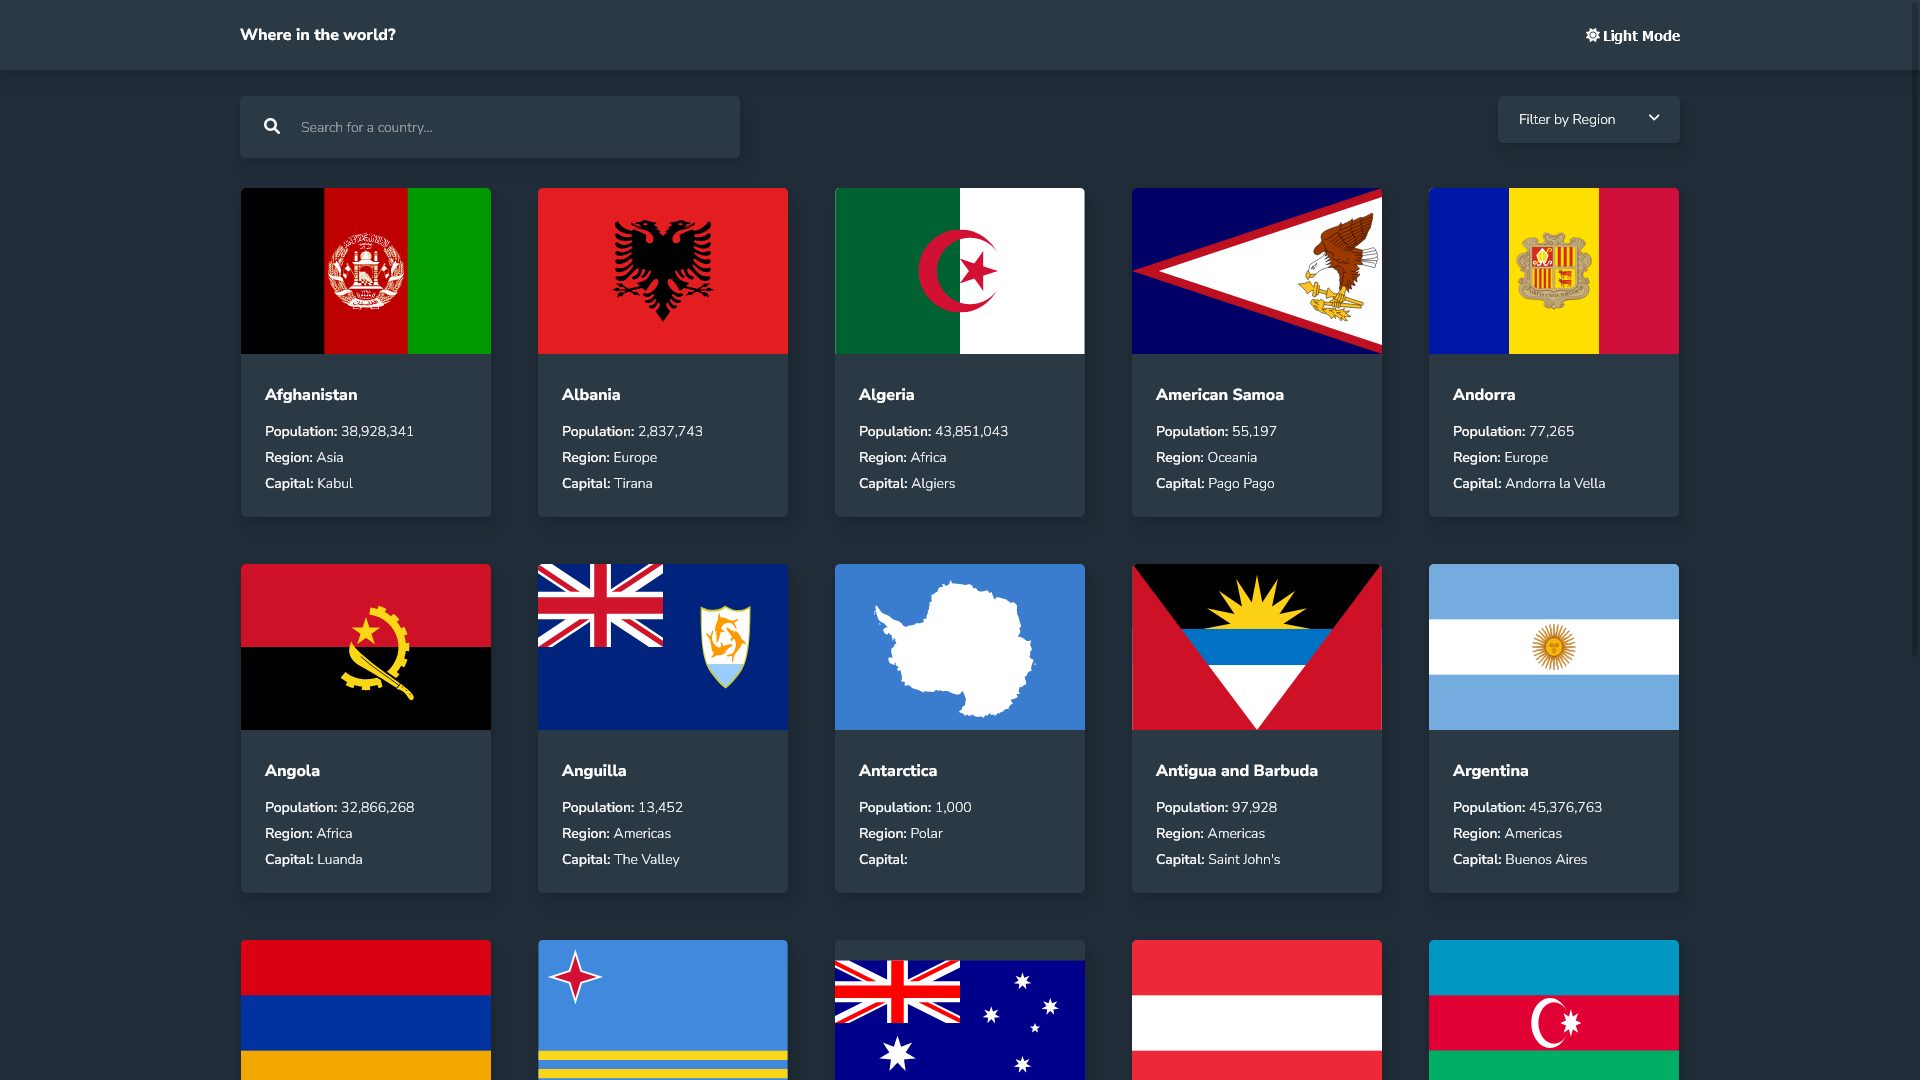 Where in the world?
Light Mode
Search for a country...
Filter by Region
Afghanistan
Population: 38,928,341
Region: Asia
Capital: Kabul
Albania
Population: 2,837,743
Region: Europe
Capital: Tirana
Algeria
Population: 43,851,043
Region: Africa
Capital: Algiers
American Samoa
Population: 55,197
Region: Oceania
Capital: Pago Pago
Andorra
Population: 77,265
Region: Europe
Capital: Andorra la Vella
Angola
Population: 32,866,268
Region: Africa
Capital: Luanda
Anguilla
Population: 13,452
Region: Americas
Capital: The Valley
Antarctica
Population: 1,000
Region: Polar
Capital:
Antigua and Barbuda
Population: 97,928
Region: Americas
Capital: Saint John's
Argentina
Population: 45,376,763
Region: Americas
Capital: Buenos Aires